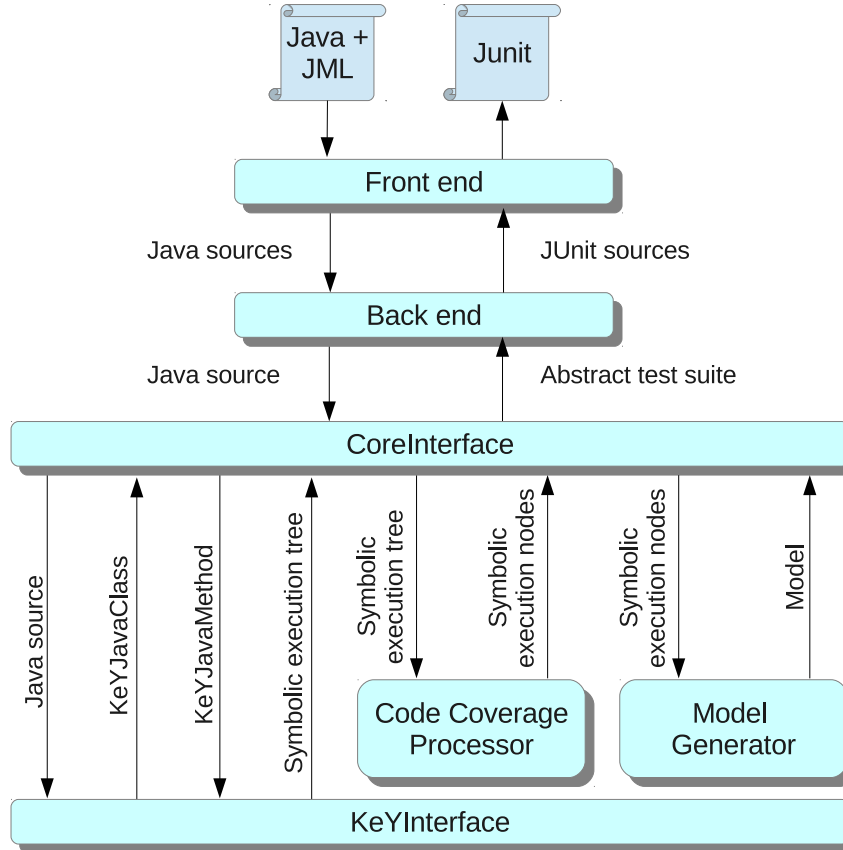 Java +
JML
Junit
Front end
Java sources
JUnit sources
Back end
Java source
Abstract test suite
CoreInterface
Java source
KeYJavaClass
KeYJavaMethod
Symbolic execution tree
Symbolic
execution tree
Symbolic
execution nodes
Symbolic
execution nodes
Model
Code Coverage
Processor
Model
Generator
KeYInterface